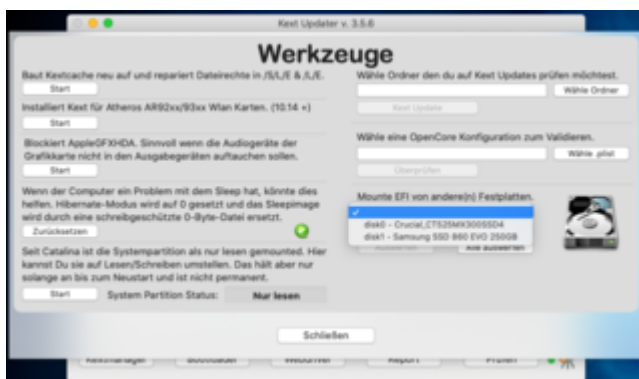 Kext Updater v. 3.5.6
Werkzeuge
Baut Kextcache neu auf und repariert Dateirechte in /S/L/E & /L/E.
Start
Installiert Kext für Atheros AR92xx/93xx Wlan Karten. (10.14 +)
Start
Blockiert AppleGFXHDA. Sinnvoll wenn die Audiogeräte der
Grafikkarte nicht in den Ausgabegeräten auftauchen sollen.
Start
Wenn der Computer ein Problem mit dem Sleep hat, könnte dies
helfen. Hibernate-Modus wird auf 0 gesetzt und das Sleepimage
wird durch eine schreibgeschützte 0-Byte-Datei ersetzt.
Zurücksetzen
Seit Catalina ist die Systempartition als nur lesen gemounted. Hier
kannst Du sie auf Lesen/Schreiben umstellen. Das hält aber nur
solange an bis zum Neustart und ist nicht permanent.
Start
System Partition Status: Nur lesen
Wähle Ordner den du auf Kext Updates prüfen möchtest.
Wähle Ordner
Kext Update
Wähle eine OpenCore Konfiguration zum Validieren.
Wähle .plist
Überprüfen
Mounte EFI von andere(n) Festplatten.
disk0 - Crucial_CT525MX300SSD4
disk1 - Samsung SSD 860 EVO 250GB
Alle auswerfen
Schließen
Kextmanager Bootloader Webdriver Report Prüfen